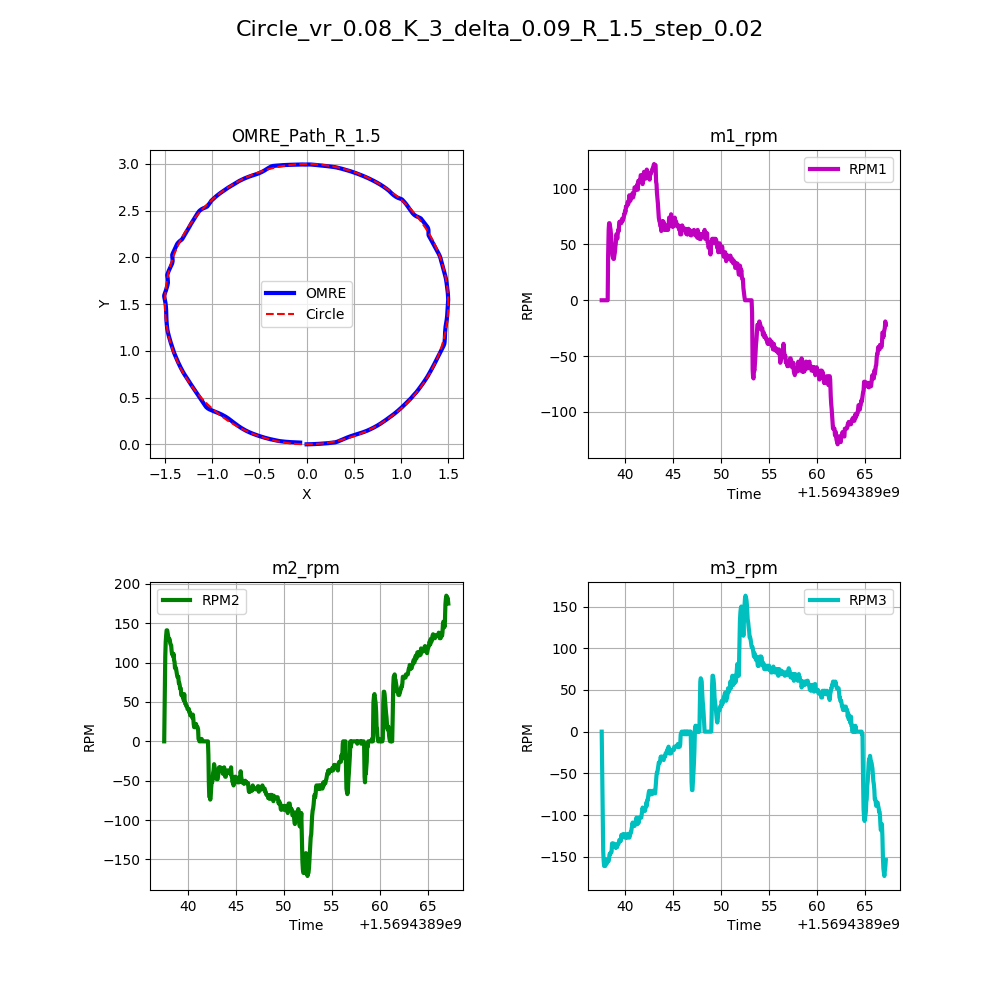 Circle_vr_0.08_K_3_delta_0.09_R_1.5_step_0.02
OMRE_Path_R_1.5
3.0
2.5
2.0
1.5
1.0
0.5
0.0
Y
OMRE
Circle
−1.5 −1.0 −0.5 0.0 0.5 1.0 1.5
X
m1_rpm
RPM1
100
50
0
−50
−100
RPM
40 45 50 55 60 65
Time
+1.5694389e9
m2_rpm
RPM2
200
150
100
50
0
−50
−100
−150
RPM
40 45 50 55 60 65
Time
+1.5694389e9
m3_rpm
RPM3
150
100
50
0
−50
−100
−150
RPM
40 45 50 55 60 65
Time
+1.5694389e9